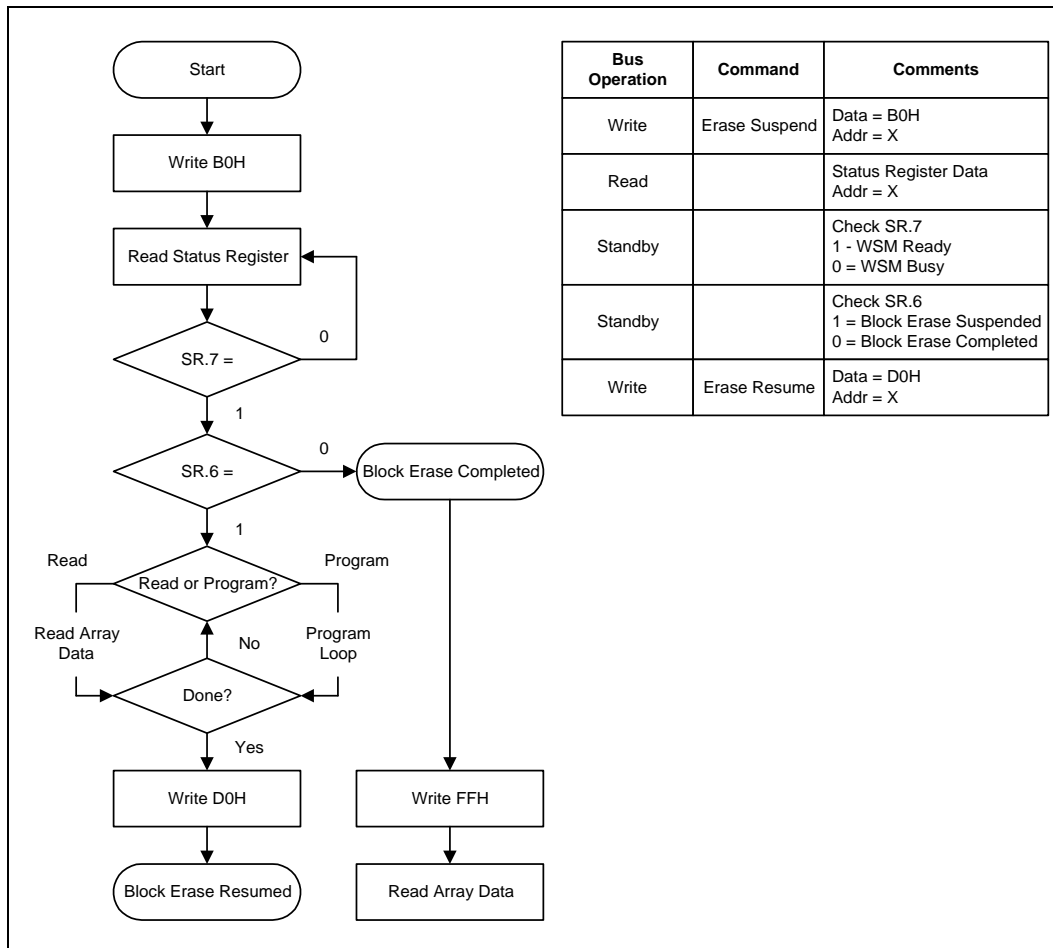 Start
Write B0H
Read Status Register
0
SR.7 =
1
0
SR.6 =
Block Erase Completed
1
Read
Program
Read or Program?
Read Array
Data
No
Program
Loop
Done?
Yes
Write D0H
Write FFH
Block Erase Resumed
Read Array Data
Bus
Operation
Command
Comments
Write
Erase Suspend
Data = B0H
Addr = X
Read
Status Register Data
Addr = X
Standby
Check SR.7
1 - WSM Ready
0 = WSM Busy
Standby
Check SR.6
1 = Block Erase Suspended
0 = Block Erase Completed
Write
Erase Resume
Data = D0H
Addr = X